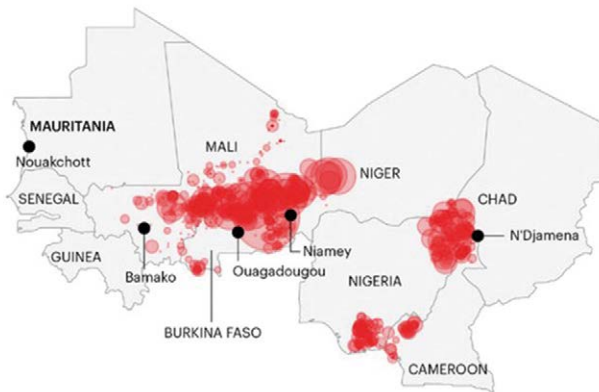 MAURITANIA
Nouakchott
MALI
NIGER
CHAD
SENEGAL
N'Djamena
GUINEA
Niamey
Bamako
Ouagadougou
NIGERIA
BURKINA FASO
CAMEROON